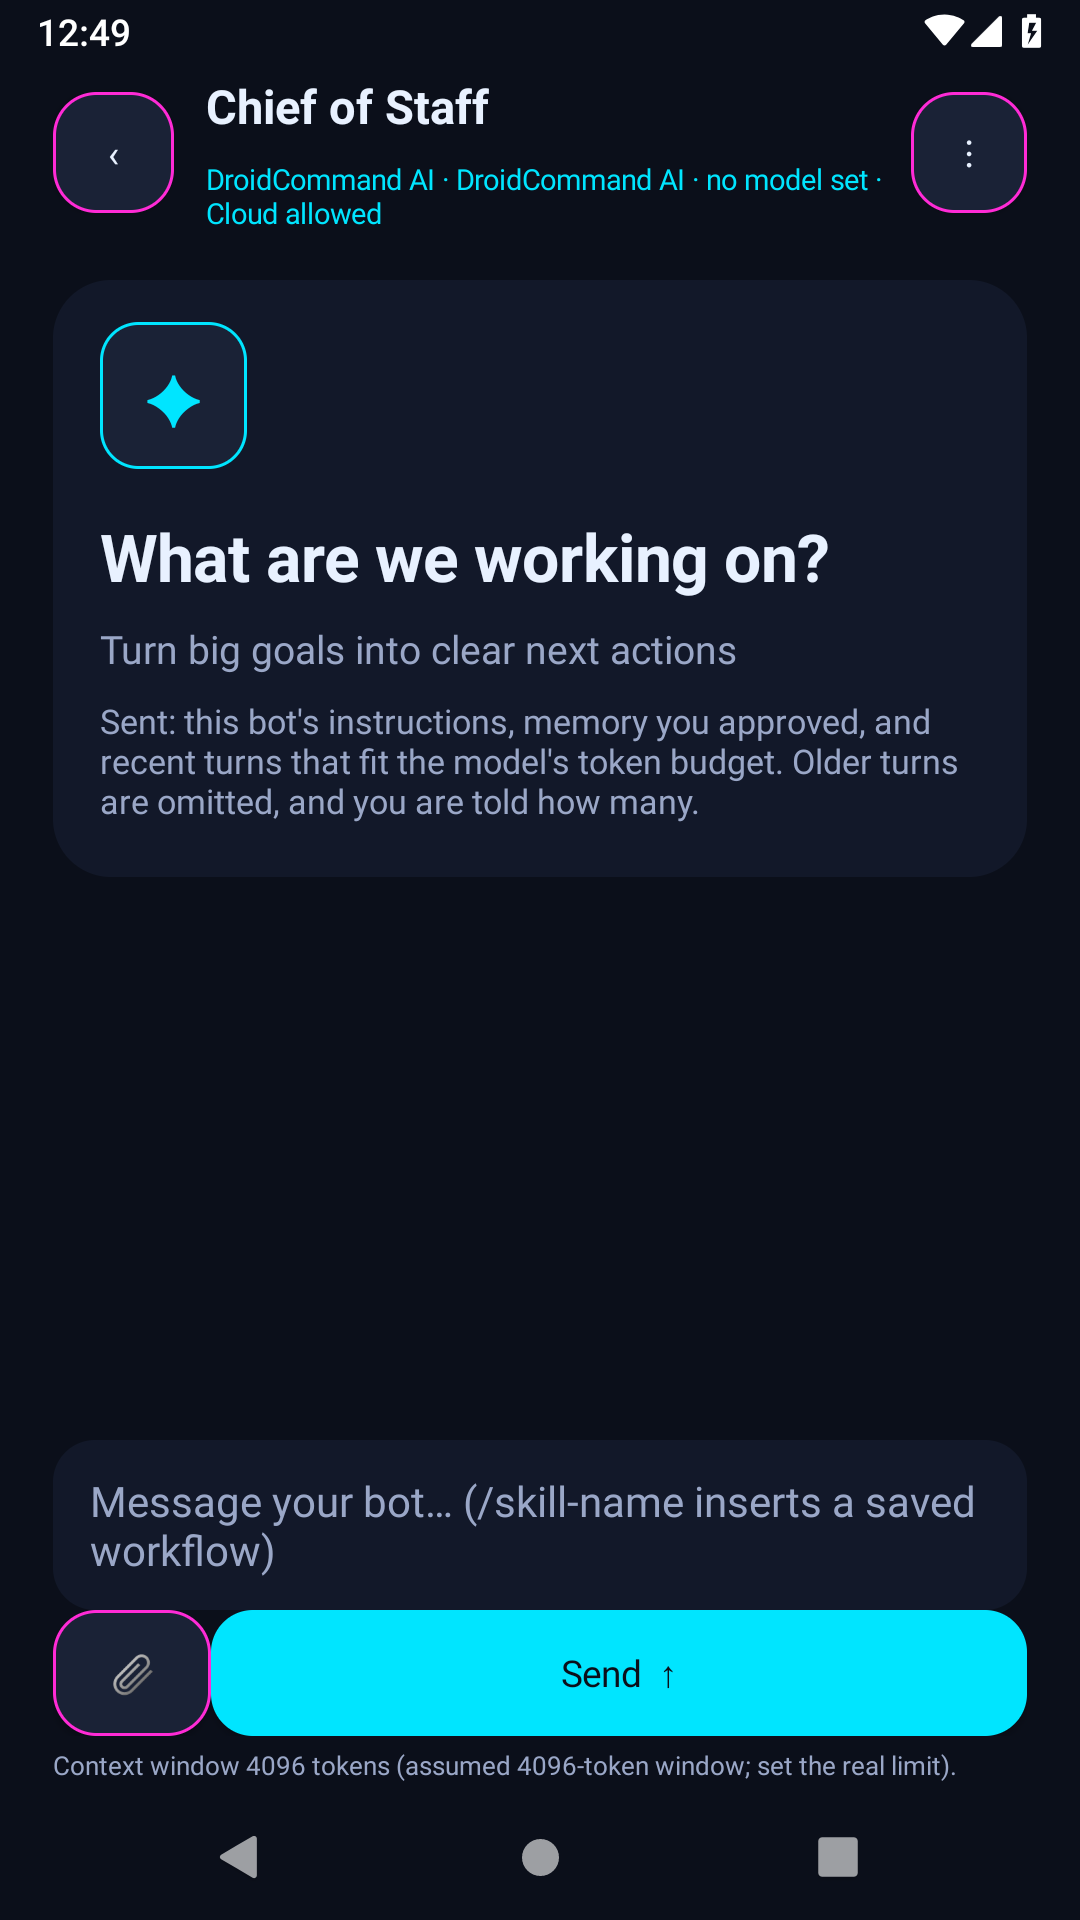 12:49
Chief of Staff
DroidCommand AI · DroidCommand AI · no model set ·
Cloud allowed
What are we working on?
Turn big goals into clear next actions
Sent: this bot's instructions, memory you approved, and
recent turns that fit the model's token budget. Older turns
are omitted, and you are told how many.
Message your bot… (/skill-name inserts a saved
workflow)
Send ↑
Context window 4096 tokens (assumed 4096-token window; set the real limit).